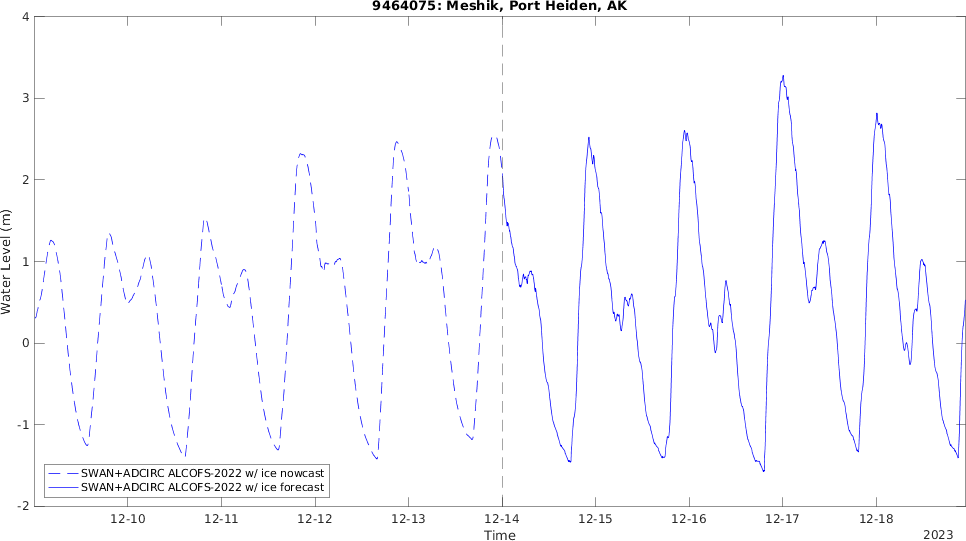 9464075: Meshik, Port Heiden, AK
4
3
2
1
0
-1
-2
Water Level (m)
SWAN+ADCIRC ALCOFS-2022 w/ ice nowcast
SWAN+ADCIRC ALCOFS-2022 w/ ice forecast
12-10 12-11 12-12 12-13 12-14 12-15 12-16 12-17 12-18
Time
2023